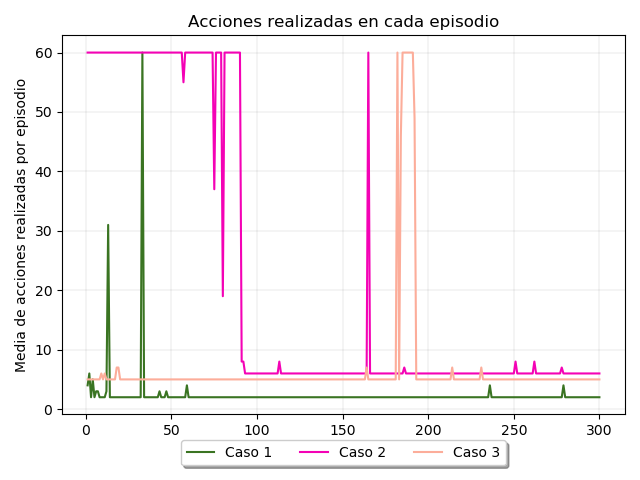 Acciones realizadas en cada episodio
Media de acciones realizadas por episodio
60
50
40
30
20
10
0
0 50 100 150 200 250 300
Caso 1 Caso 2 Caso 3